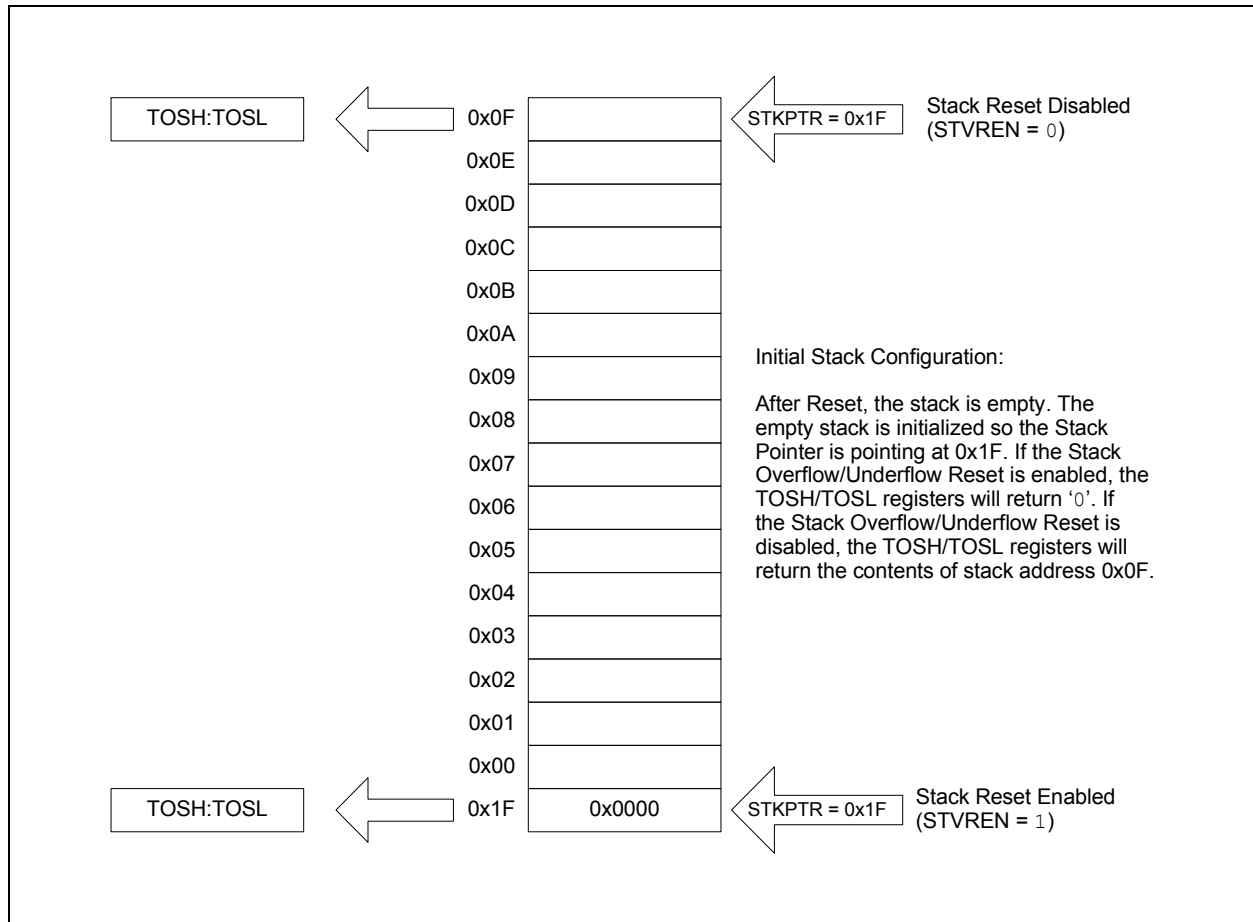 TOSH:TOSL
0x0F
STKPTR = 0x1F
Stack Reset Disabled
(STVREN = 0)
0x0E
0x0D
0x0C
0x0B
0x0A
0x09
0x08
0x07
0x06
0x05
0x04
0x03
0x02
0x01
0x00
Initial Stack Configuration:
After Reset, the stack is empty. The
empty stack is initialized so the Stack
Pointer is pointing at 0x1F. If the Stack
Overflow/Underflow Reset is enabled, the
TOSH/TOSL registers will return ‘0’. If
the Stack Overflow/Underflow Reset is
disabled, the TOSH/TOSL registers will
return the contents of stack address 0x0F.
TOSH:TOSL
0x1F
0x0000
STKPTR = 0x1F
Stack Reset Enabled
(STVREN = 1)